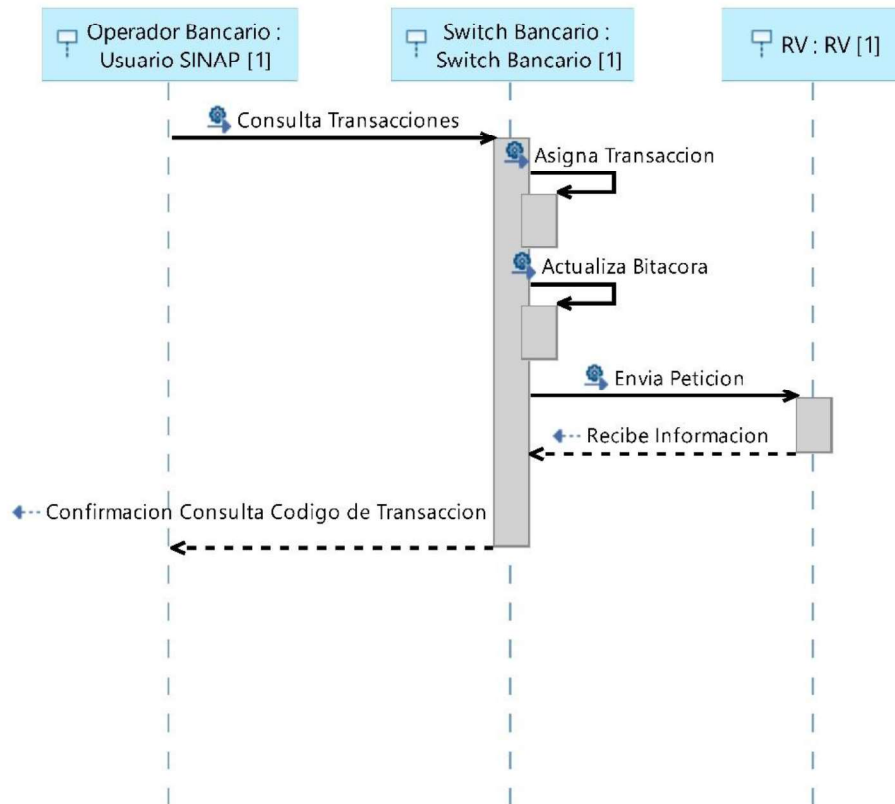 Operador Bancario :
Usuario SINAP [1]
Switch Bancario :
Switch Bancario [1]
RV : RV [1]
Consulta Transacciones
Asigna Transaccion
Actualiza Bitacora
Envia Peticion
Recibe Informacion
Confirmacion Consulta Codigo de Transaccion